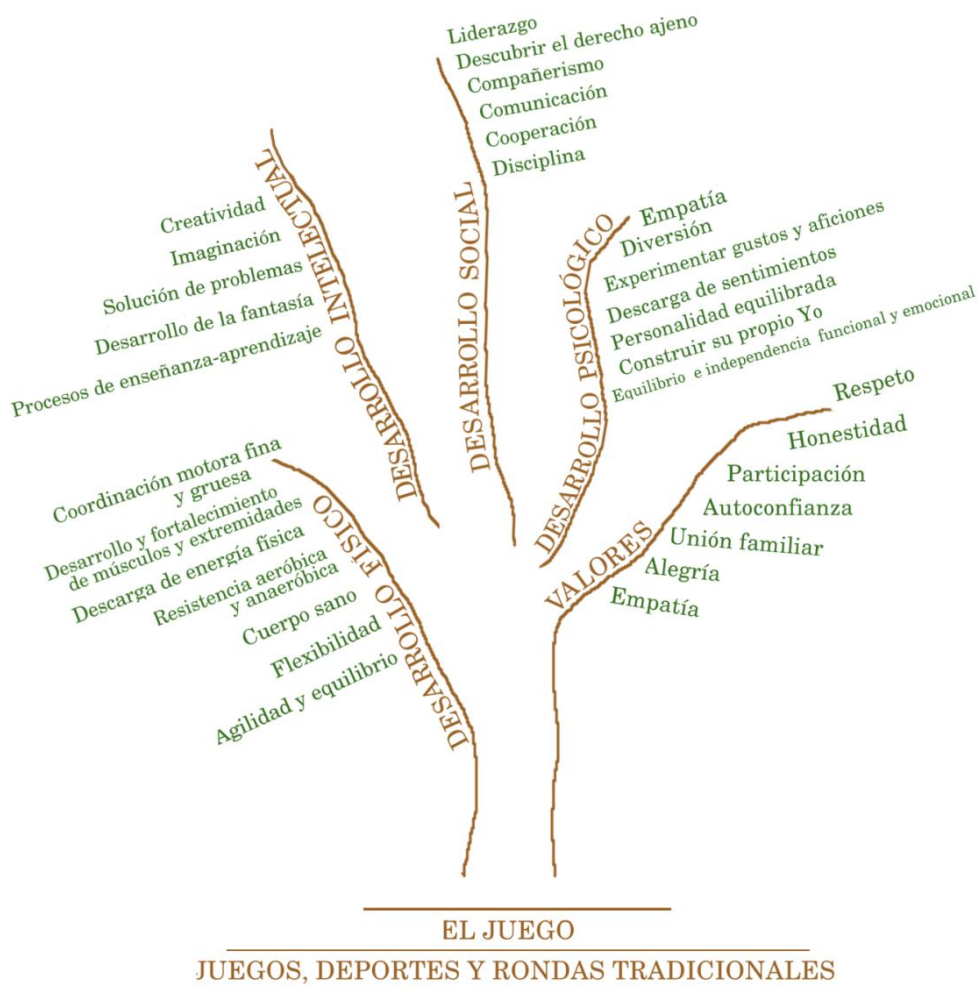 Liderazgo
Descubrir el derecho ajeno
Compañerismo
Comunicación
Cooperación
Disciplina
DESARROLLO SOCIAL
DESARROLLO INTELECTUAL
Creatividad
Imaginación
Solución de problemas
Desarrollo de la fantasía
Procesos de enseñanza-aprendizaje
DESARROLLO PSICOLÓGICO
Empatía
Diversión
Experimentar gustos y aficiones
Descarga de sentimientos
Personalidad equilibrada
Construir su propio Yo
Equilibrio e independencia funcional y emocional
DESARROLLO FÍSICO
Coordinación motora fina
y gruesa
Desarrollo y fortalecimiento
de músculos y extremidades
Descarga de energía física
Resistencia aeróbica
y anaeróbica
Cuerpo sano
Flexibilidad
Agilidad y equilibrio
VALORES
Respeto
Honestidad
Participación
Autoconfianza
Unión familiar
Alegría
Empatía
EL JUEGO
JUEGOS, DEPORTES Y RONDAS TRADICIONALES